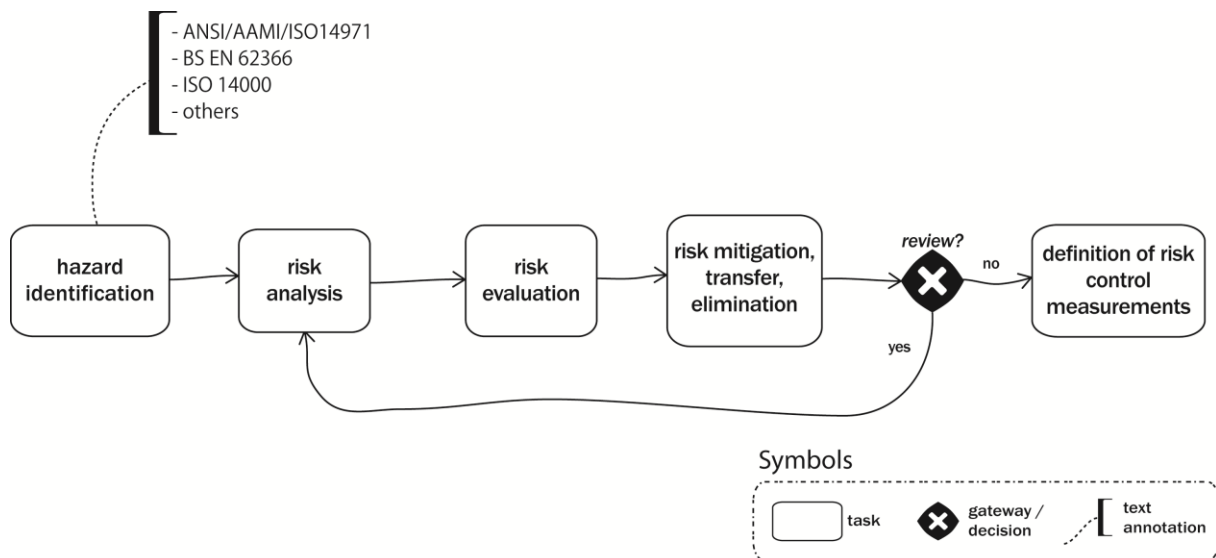 - ANSI/AAMI/ISO14971
- BS EN 62366
- ISO 14000
- others
hazard
identification
risk
analysis
risk
evaluation
risk mitigation,
transfer,
elimination
review?
no
yes
definition of risk
control
measurements
Symbols
task
gateway /
decision
text
annotation